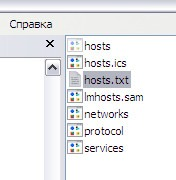 Справка
hosts
hosts.ics
hosts.txt
lmhosts.sam
networks
protocol
services